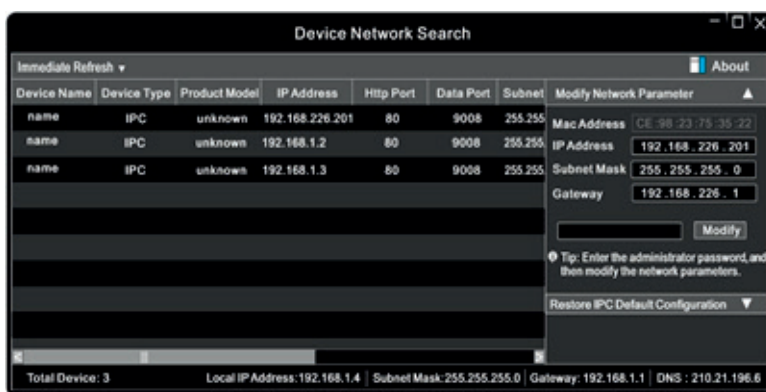 Device Network Search
Immediate Refresh
About
Device Name Device Type Product Model IP Address Http Port Data Port Subnet
name IPC unknown 192.168.226.201 80 9008 255.255
name IPC unknown 192.168.1.2 80 9008 255.255
name IPC unknown 192.168.1.3 80 9008 255.255
Modify Network Parameter
Mac Address CE :98 :23 :75 :35 :22
IP Address 192 .168 . 226 . 201
Subnet Mask 255 . 255 . 255 . 0
Gateway 192 .168 . 226 . 1
Modify
Tip: Enter the administrator password, and
then modify the network parameters.
Restore IPC Default Configuration
Total Device: 3 Local IP Address:192.168.1.4 Subnet Mask:255.255.255.0 Gateway: 192.168.1.1 DNS : 210.21.196.6